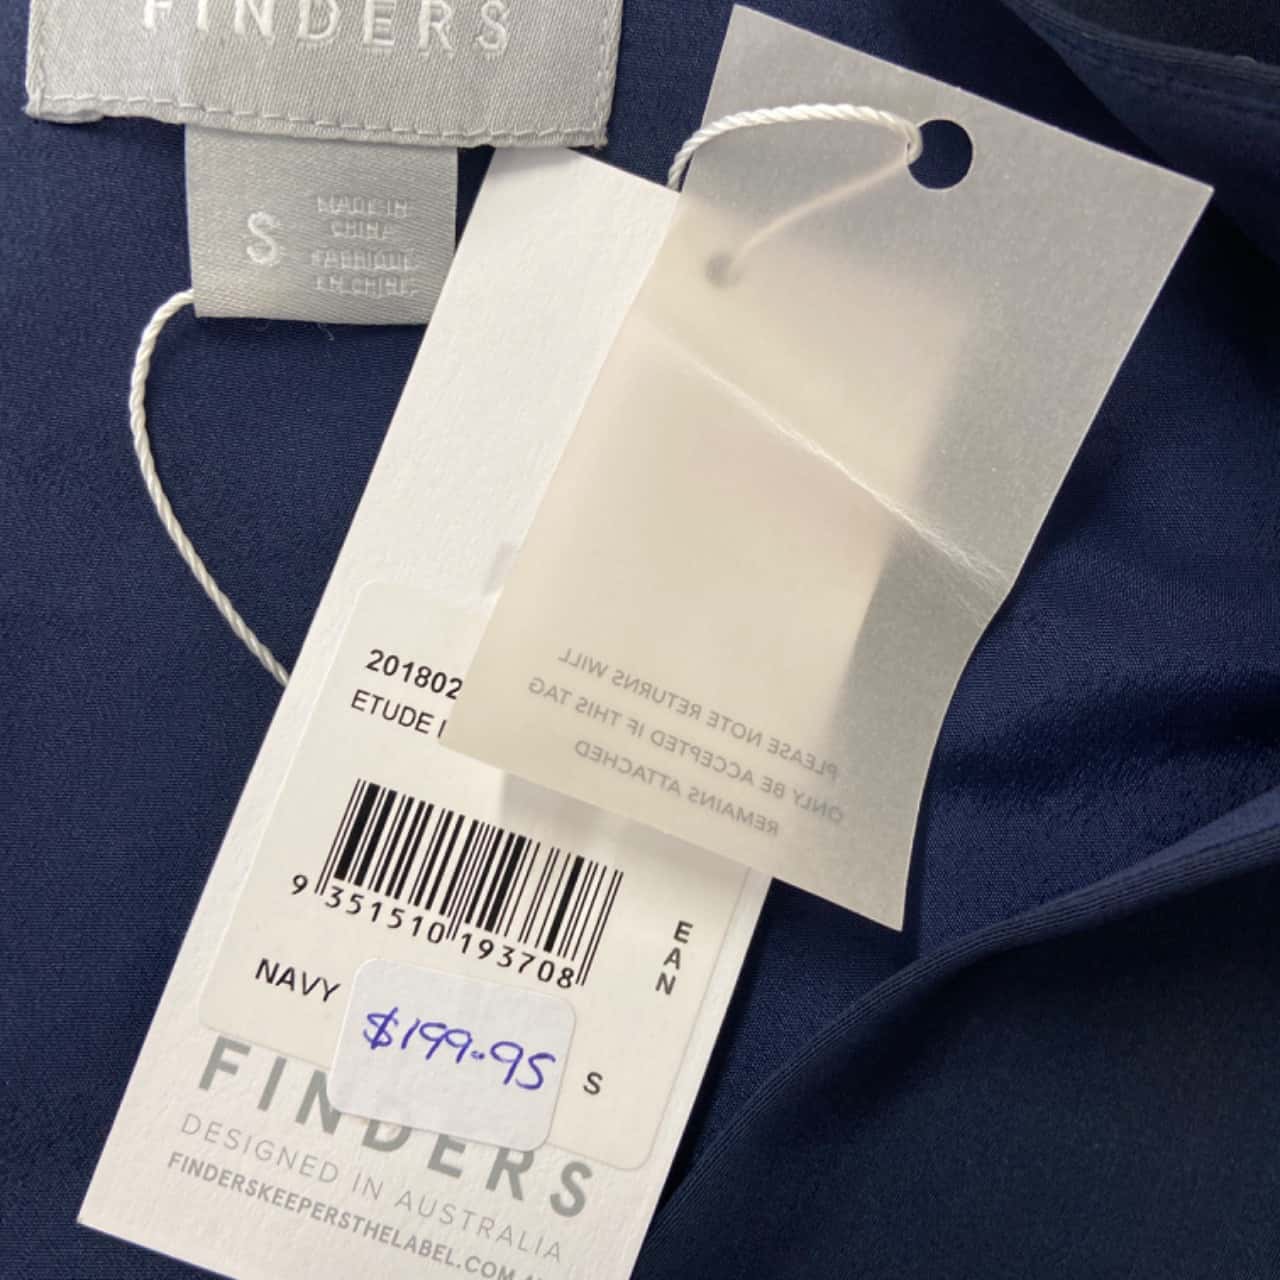 FINDERS
S
MADE IN
CHINA
FABRIQUE
EN CHINE
201802
ETUDE
9 351510 193708
EAN
NAVY
$199.95
S
FINDERS
DESIGNED IN AUSTRALIA
FINDERSKEEPERSTHELABEL.COM
PLEASE NOTE RETURNS WILL
ONLY BE ACCEPTED IF THIS TAG
REMAINS ATTACHED